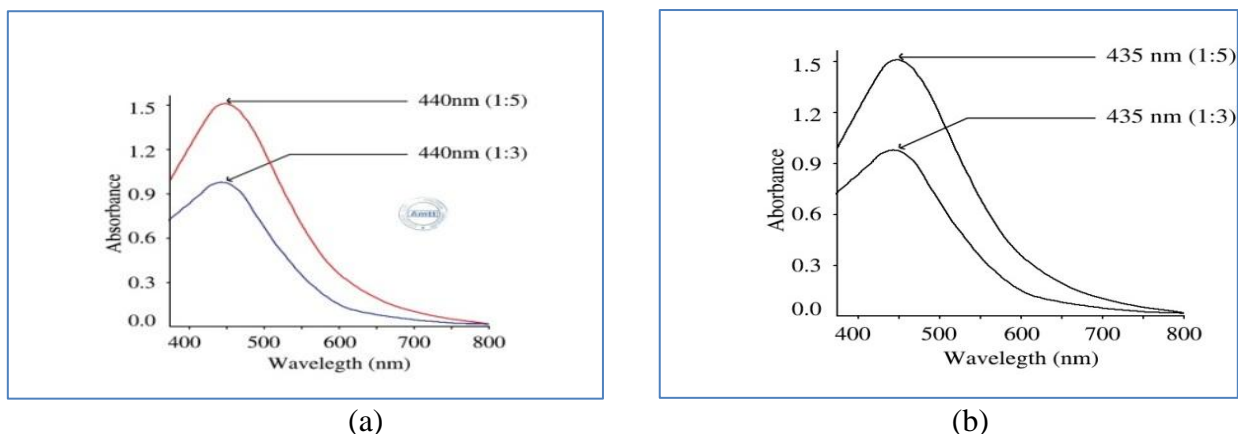 1.5
1.2
0.9
0.6
0.3
0.0
Absorbance
440nm (1:5)
440nm (1:3)
Amit
400 500 600 700 800
Wavelegth (nm)
(a)
1.5
1.2
0.9
0.6
0.3
0.0
Aborbance
435 nm (1:5)
435 nm (1:3)
400 500 600 700 800
Wavelegth (nm)
(b)